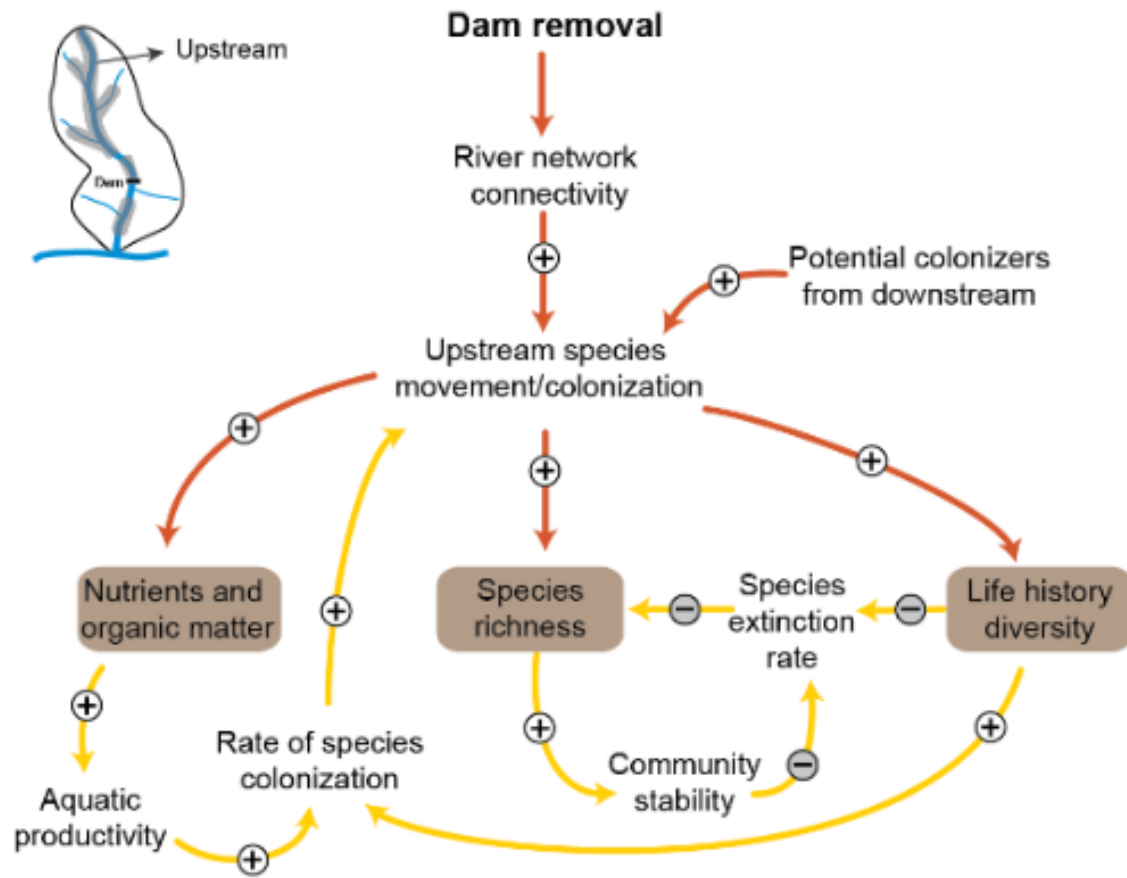 Dam removal
Upstream
River network
connectivity
Dam
Potential colonizers
from downstream
+
+
Upstream species
movement/colonization
+
+
+
Nutrients and
organic matter
Species
richness
Species
extinction
rate
Life history
diversity
−
−
+
+
+
+
Rate of species
colonization
Community
stability
−
Aquatic
productivity
+